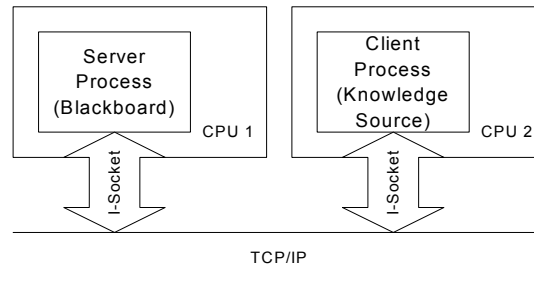 Server
Process
(Blackboard)
CPU 1
I-Socket
Client
Process
(Knowledge
Source)
CPU 2
I-Socket
TCP/IP